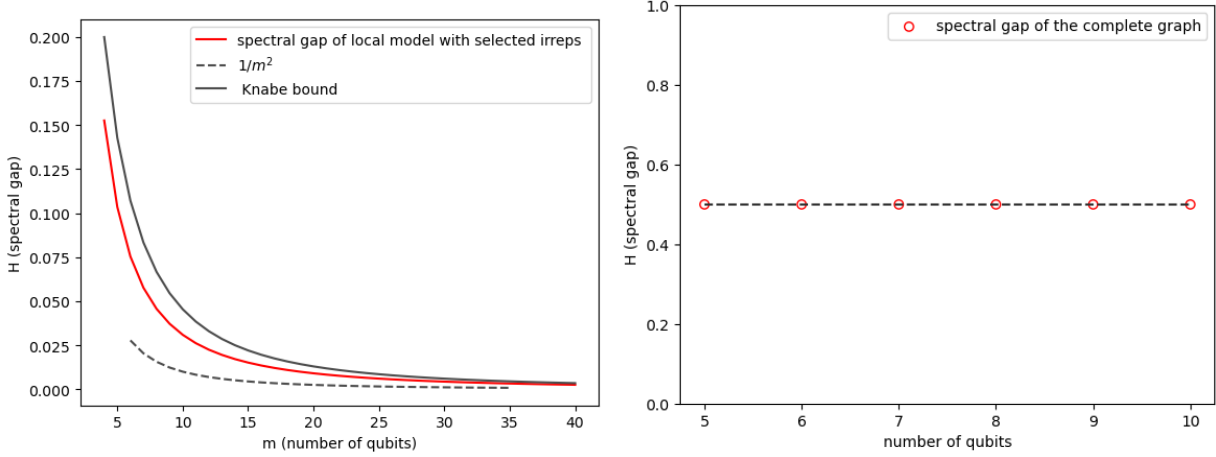 0.200
0.175
0.150
0.125
0.100
0.075
0.050
0.025
0.000
H (spectral gap)
spectral gap of local model with selected irreps
1/m²
Knabe bound
5 10 15 20 25 30 35 40
m (number of qubits)
1.0
0.8
0.6
0.4
0.2
0.0
H (spectral gap)
spectral gap of the complete graph
5 6 7 8 9 10
number of qubits